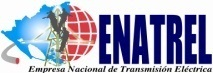 ENATREL
Empresa Nacional de Transmisión Eléctrica